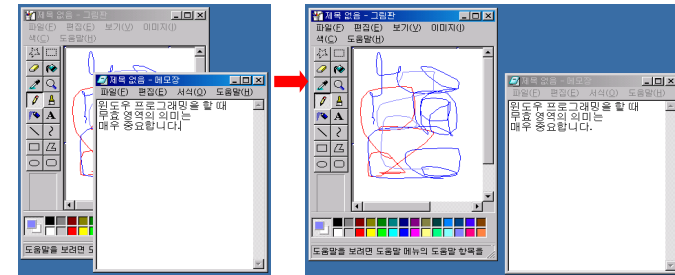 제목 없음 - 그림판
파일(F) 편집(E) 보기(V) 이미지(I)
색(C) 도움말(H)
제목 없음 - 메모장
파일(F) 편집(E) 서식(O) 도움말(H)
윈도우 프로그래밍을 할 때
무효 영역의 의미는
매우 중요합니다.
도움말을 보려면 도
제목 없음 - 그림판
파일(F) 편집(E) 보기(V) 이미지(I)
색(C) 도움말(H)
도움말을 보려면 도움말 메뉴의 도움말 항목을
제목 없음 - 메모장
파일(F) 편집(E) 서식(O) 도움말(H)
윈도우 프로그래밍을 할 때
무효 영역의 의미는
매우 중요합니다.